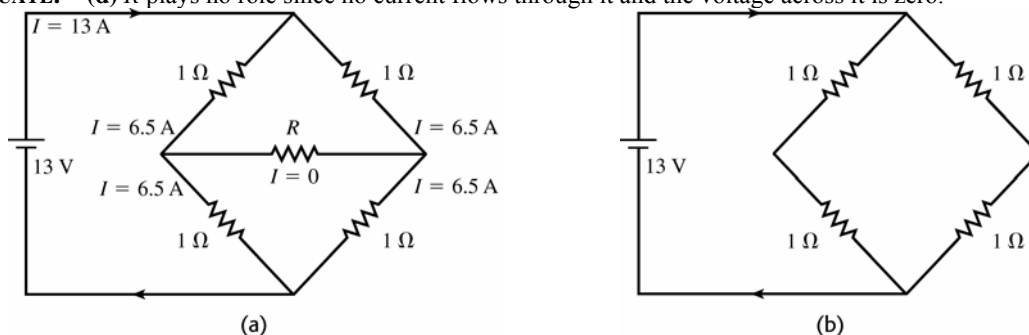 (d) R plays no role since no current flows through it and the voltage across it is zero.
I = 13 A
1 Ω
1 Ω
I = 6.5 A
R
I = 6.5 A
13 V
I = 6.5 A
I = 0
I = 6.5 A
1 Ω
1 Ω
(a)
1 Ω
1 Ω
13 V
1 Ω
1 Ω
(b)